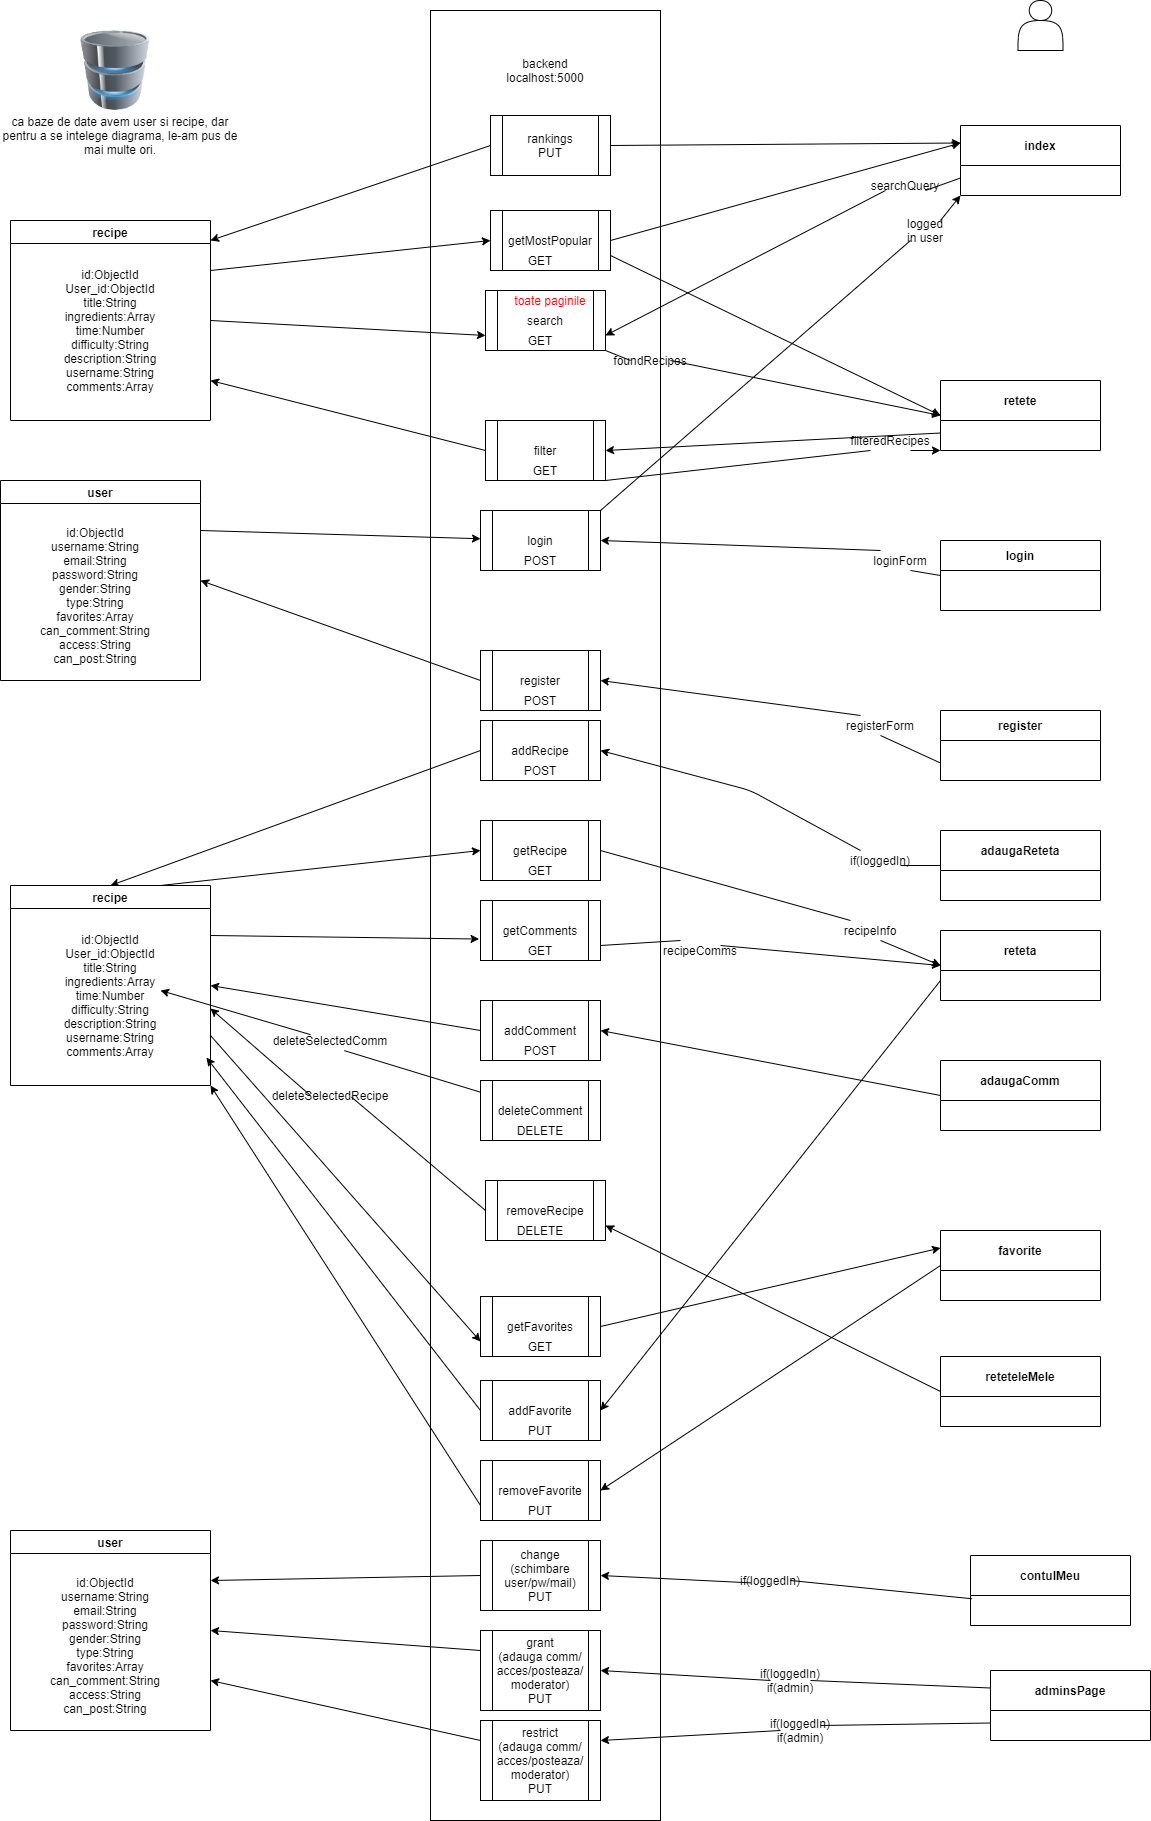 ca baze de date avem user si recipe, dar
pentru a se intelege diagrama, le-am pus de
mai multe ori.
backend
localhost:5000
rankings
PUT
index
searchQuery
logged
in user
recipe
id:ObjectId
User_id:ObjectId
title:String
ingredients:Array
time:Number
difficulty:String
description:String
username:String
comments:Array
getMostPopular
GET
toate paginile
search
GET
foundRecipes
retete
filter
GET
filteredRecipes
user
id:ObjectId
username:String
email:String
password:String
gender:String
type:String
favorites:Array
can_comment:String
access:String
can_post:String
login
POST
loginForm
login
register
POST
registerForm
register
addRecipe
POST
if(loggedIn)
adaugaReteta
getRecipe
GET
recipeInfo
recipe
id:ObjectId
User_id:ObjectId
title:String
ingredients:Array
time:Number
difficulty:String
description:String
username:String
comments:Array
getComments
GET
recipeComms
reteta
addComment
POST
adaugaComm
deleteSelectedComm
deleteComment
DELETE
deleteSelectedRecipe
removeRecipe
DELETE
favorite
getFavorites
GET
reteteleMele
addFavorite
PUT
removeFavorite
PUT
user
id:ObjectId
username:String
email:String
password:String
gender:String
type:String
favorites:Array
can_comment:String
access:String
can_post:String
change
(schimbare
user/pw/mail)
PUT
if(loggedIn)
contulMeu
grant
(adauga comm/
acces/posteaza/
moderator)
PUT
if(loggedIn)
if(admin)
adminsPage
restrict
(adauga comm/
acces/posteaza/
moderator)
PUT
if(loggedIn)
if(admin)